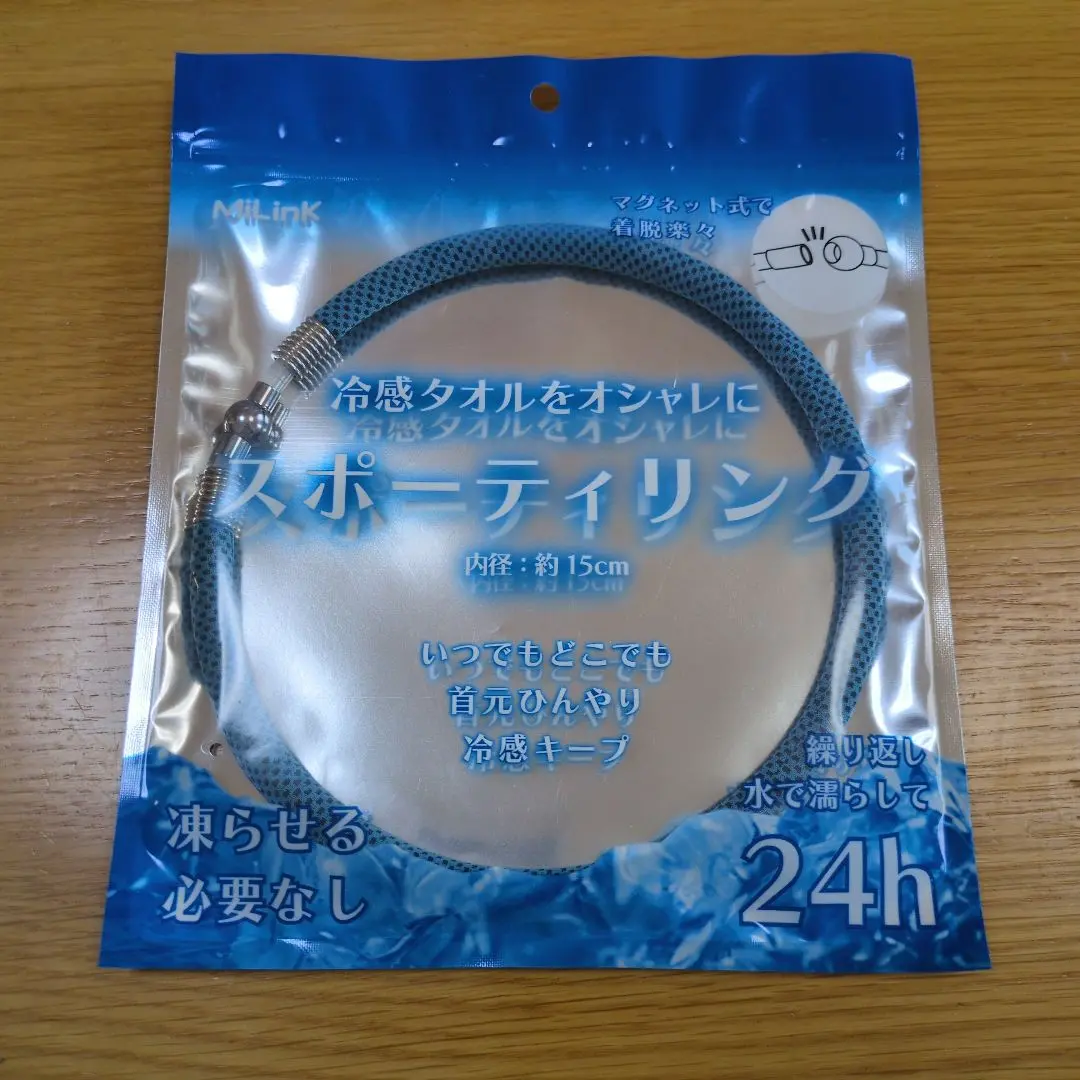 MiLinK
マグネット式で
着脱楽々
冷感タオルをオシャレに
スポーティリング
内径：約15cm
いつでもどこでも
首元ひんやり
冷感キープ
凍らせる
必要なし
繰り返し
水で濡らして
24h